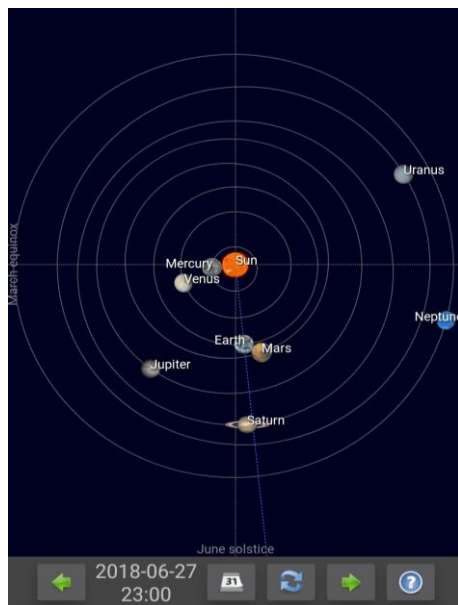 Uranus
Sun
Mercury
Venus
March equinox
Neptune
Earth
Mars
Jupiter
Saturn
June solstice
2018-06-27
23:00
31
?